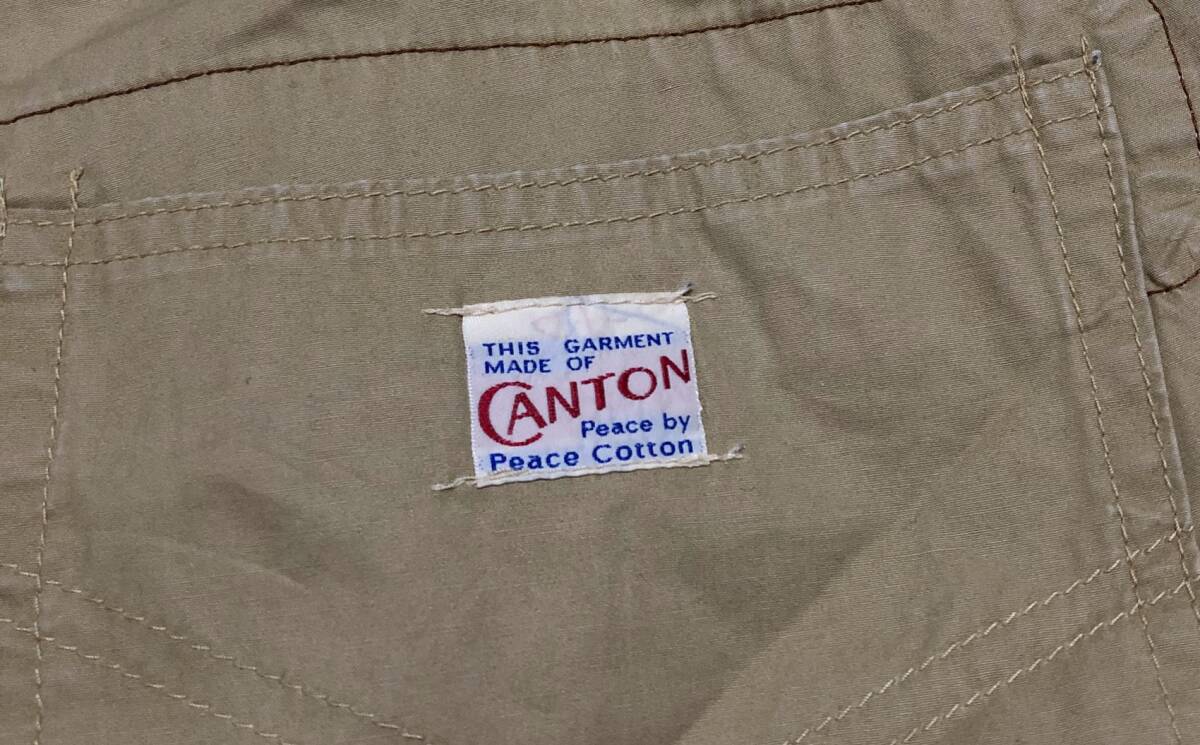 THIS GARMENT
MADE OF
CANTON
Peace by
Peace Cotton